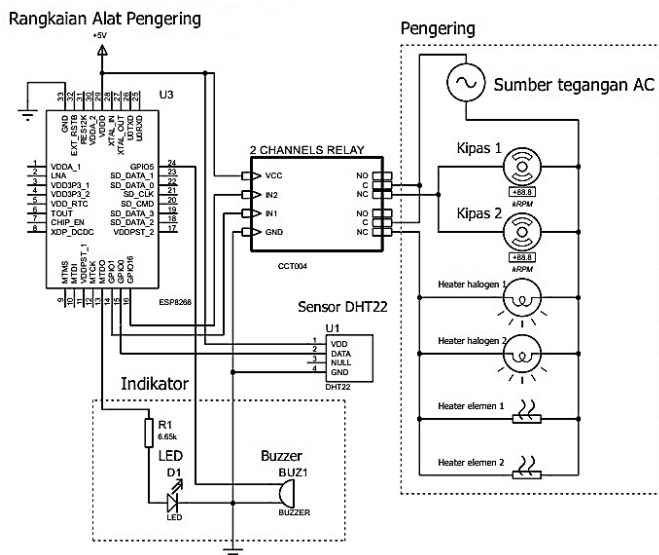 Rangkaian Alat Pengering
+5V
U3
33 GND
32 EXT_RSTB
31 RES12K
30 VDDA_2
29 VDDD
28 XTAL_IN
27 XTAL_OUT
26 U0TXD
25 U0RXD
1 VDDA_1
2 LNA
3 VD3P3_1
4 VD3P3_2
5 VDD_RTC
6 TOUT
7 CHIP_EN
8 XDP_DCDC
GPIO5 24
SD_DATA_1 23
SD_DATA_0 22
SD_CLK 21
SD_CMD 20
SD_DATA_3 19
SD_DATA_2 18
VDDPST_2 17
MTMS 9
MTDI 10
VDDPST_1 11
MTCK 12
MTDO 13
GPIO1 14
GPIO0 15
GPIO16 16
ESP8266
2 CHANNELS RELAY
VCC
IN2
IN1
GND
NO
C
NC
NO
C
NC
CCT004
Sensor DHT22
U1
1 VDD
2 DATA
3 NULL
4 GND
DHT22
Indikator
R1
6.65k
LED
D1
LED
Buzzer
BUZ1
BUZZER
Pengering
Sumber tegangan AC
Kipas 1
+88.8
kRPM
Kipas 2
+88.8
kRPM
Heater halogen 1
Heater halogen 2
Heater elemen 1
Heater elemen 2